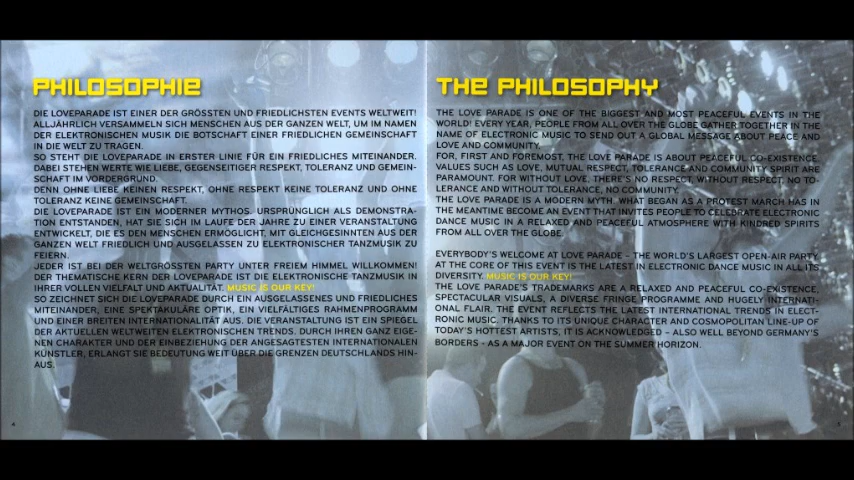 PHILOSOPHIE
DIE LOVEPARADE IST EINER DER GRÖSSTEN UND FRIEDLICHSTEN EVENTS WELTWEIT!
ALLJÄHRLICH VERSAMMELN SICH MENSCHEN AUS DER GANZEN WELT, UM IM NAMEN
DER ELEKTRONISCHEN MUSIK DIE BOTSCHAFT EINER FRIEDLICHEN GEMEINSCHAFT
IN DIE WELT ZU TRAGEN.
SO STEHT DIE LOVEPARADE IN ERSTER LINIE FÜR EIN FRIEDLICHES MITEINANDER.
DABEI STEHEN WERTE WIE LIEBE, GEGENSEITIGER RESPEKT, TOLERANZ UND GEMEIN-
SCHAFT IM VORDERGRUND.
DENN OHNE LIEBE KEINEN RESPEKT, OHNE RESPEKT KEINE TOLERANZ UND OHNE
TOLERANZ KEINE GEMEINSCHAFT.
DIE LOVEPARADE IST EIN MODERNER MYTHOS. URSPRÜNGLICH ALS DEMONSTRA-
TION ENTSTANDEN, HAT SIE SICH IM LAUFE DER JAHRE ZU EINER VERANSTALTUNG
ENTWICKELT, DIE ES DEN MENSCHEN ERMÖGLICHT, MIT GLEICHGESINNTEN AUS DER
GANZEN WELT FRIEDLICH UND AUSGELASSEN ZU ELEKTRONISCHER TANZMUSIK ZU
FEIERN.
JEDER IST BEI DER WELTGRÖSSTEN PARTY UNTER FREIEM HIMMEL WILLKOMMEN!
DER THEMATISCHE KERN DER LOVEPARADE IST DIE ELEKTRONISCHE TANZMUSIK IN
IHRER VOLLEN VIELFALT UND AKTUALITÄT. MUSIC IS OUR KEY!
SO ZEICHNET SICH DIE LOVEPARADE DURCH EIN AUSGELASSENES UND FRIEDLICHES
MITEINANDER, EINE SPEKTAKULÄRE OPTIK, EIN VIELFÄLTIGES RAHMENPROGRAMM
UND EINER BREITEN INTERNATIONALITÄT AUS. DIE VERANSTALTUNG IST EIN SPIEGEL
DER AKTUELLEN WELTWEITEN ELEKTRONISCHEN TRENDS. DURCH IHREN GANZ EIGE-
NEN CHARAKTER UND DER EINBEZIEHUNG DER ANGESAGTESTEN INTERNATIONALEN
KÜNSTLER, ERLANGT SIE BEDEUTUNG WEIT ÜBER DIE GRENZEN DEUTSCHLANDS HIN-
AUS.
4
THE PHILOSOPHY
THE LOVE PARADE IS ONE OF THE BIGGEST AND MOST PEACEFUL EVENTS IN THE
WORLD! EVERY YEAR, PEOPLE FROM ALL OVER THE GLOBE GATHER TOGETHER IN THE
NAME OF ELECTRONIC MUSIC TO SEND OUT A GLOBAL MESSAGE ABOUT PEACE AND
LOVE AND COMMUNITY.
FOR, FIRST AND FOREMOST, THE LOVE PARADE IS ABOUT PEACEFUL CO-EXISTENCE.
VALUES SUCH AS LOVE, MUTUAL RESPECT, TOLERANCE AND COMMUNITY SPIRIT ARE
PARAMOUNT. FOR WITHOUT LOVE, THERE'S, NO RESPECT, WITHOUT RESPECT, NO TO-
LERANCE AND WITHOUT TOLERANCE, NO COMMUNITY.
THE LOVE PARADE IS A MODERN MYTH. WHAT BEGAN AS A PROTEST MARCH HAS IN
THE MEANTIME BECOME AN EVENT THAT INVITES PEOPLE TO CELEBRATE ELECTRONIC
DANCE MUSIC IN A RELAXED AND PEACEFUL ATMOSPHERE WITH KINDRED SPIRITS
FROM ALL OVER THE GLOBE.
EVERYBODY'S WELCOME AT LOVE PARADE – THE WORLD'S LARGEST OPEN-AIR PARTY.
AT THE CORE OF THIS EVENT IS THE LATEST IN ELECTRONIC DANCE MUSIC IN ALL ITS
DIVERSITY. MUSIC IS OUR KEY!
THE LOVE PARADE'S TRADEMARKS ARE A RELAXED AND PEACEFUL CO-EXISTENCE,
SPECTACULAR VISUALS, A DIVERSE FRINGE PROGRAMME AND HUGELY INTERNATI-
ONAL FLAIR. THE EVENT REFLECTS THE LATEST INTERNATIONAL TRENDS IN ELECT-
RONIC MUSIC. THANKS TO ITS UNIQUE CHARACTER AND COSMOPOLITAN LINE-UP OF
TODAY'S HOTTEST ARTISTS, IT IS ACKNOWLEDGED - ALSO WELL BEYOND GERMANY'S
BORDERS - AS A MAJOR EVENT ON THE SUMMER HORIZON.